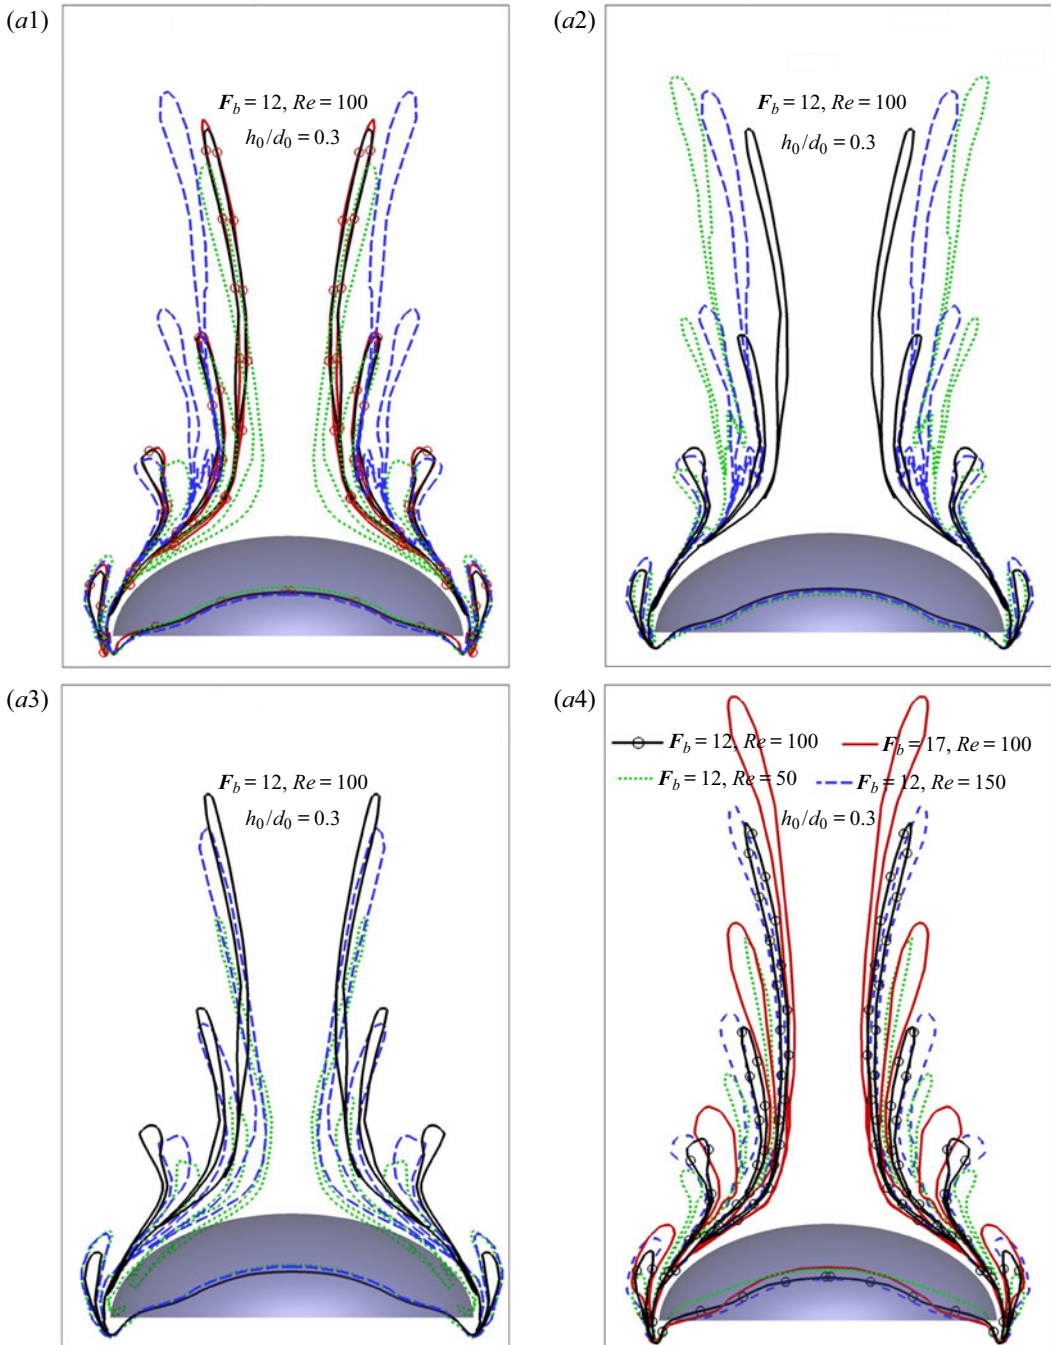 (a1)
F_b = 12, Re = 100
h_0/d_0 = 0.3
(a2)
F_b = 12, Re = 100
h_0/d_0 = 0.3
(a3)
F_b = 12, Re = 100
h_0/d_0 = 0.3
(a4)
F_b = 12, Re = 100 F_b = 17, Re = 100
F_b = 12, Re = 50 F_b = 12, Re = 150
h_0/d_0 = 0.3